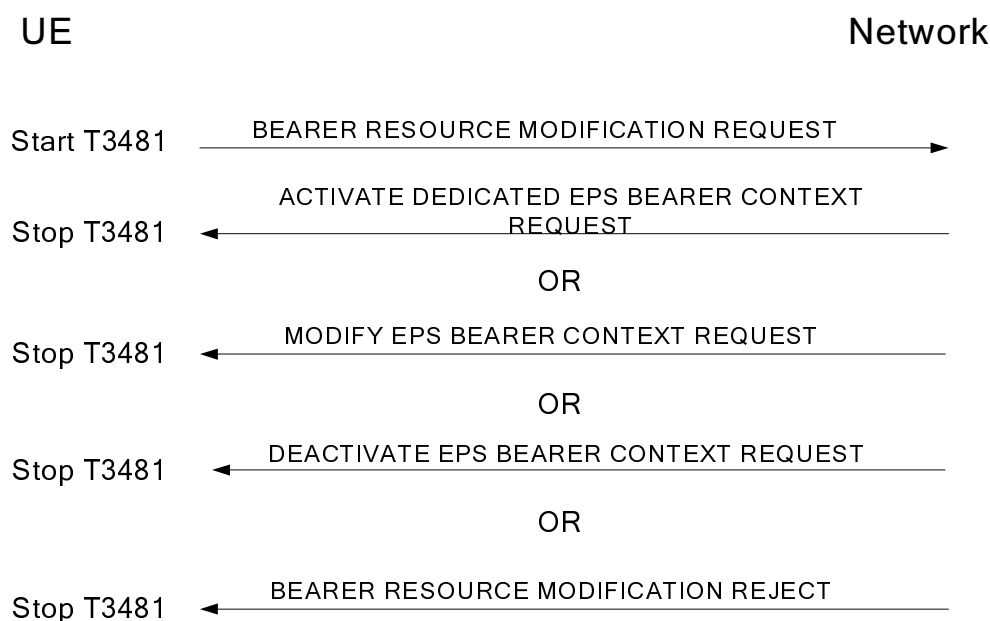 UE
Network
Start T3481
BEARER RESOURCE MODIFICATION REQUEST
ACTIVATE DEDICATED EPS BEARER CONTEXT
REQUEST
Stop T3481
OR
MODIFY EPS BEARER CONTEXT REQUEST
Stop T3481
OR
DEACTIVATE EPS BEARER CONTEXT REQUEST
Stop T3481
OR
BEARER RESOURCE MODIFICATION REJECT
Stop T3481